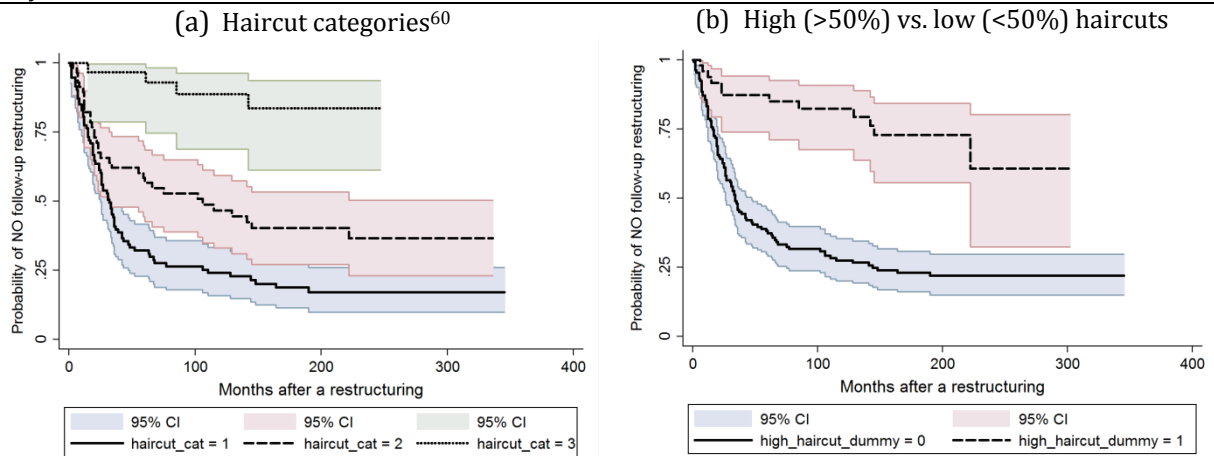 (a) Haircut categories⁶⁰
Probability of NO follow-up restructuring
1
.75
.5
.25
0
0 100 200 300 400
Months after a restructuring
95% CI 95% CI 95% CI
haircut_cat = 1 haircut_cat = 2 haircut_cat = 3
(b) High (>50%) vs. low (<50%) haircuts
Probability of NO follow-up restructuring
1
.75
.5
.25
0
0 100 200 300 400
Months after a restructuring
95% CI 95% CI
high_haircut_dummy = 0 high_haircut_dummy = 1